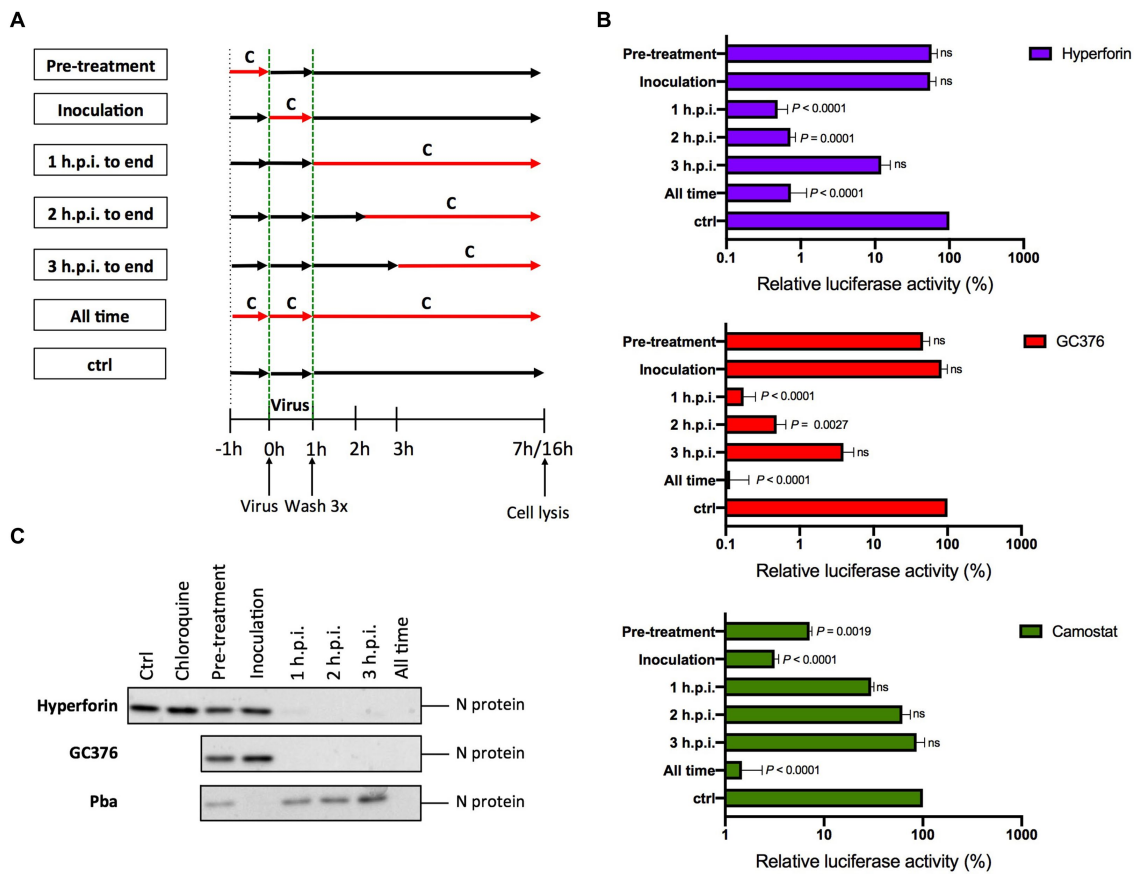 A
Pre-treatment
C
Inoculation
C
1 h.p.i. to end
C
2 h.p.i. to end
C
3 h.p.i. to end
C
All time
C C C
ctrl
Virus
-1h 0h 1h 2h 3h 7h/16h
Virus Wash 3x
Cell lysis
B
Pre-treatment ns
Inoculation ns
1 h.p.i. P < 0.0001
2 h.p.i. P = 0.0001
3 h.p.i. ns
All time P < 0.0001
ctrl
0.1 1 10 100 1000
Relative luciferase activity (%)
Hyperforin
Pre-treatment ns
Inoculation ns
1 h.p.i. P < 0.0001
2 h.p.i. P = 0.0027
3 h.p.i. ns
All time P < 0.0001
ctrl
0.1 1 10 100 1000
Relative luciferase activity (%)
GC376
Pre-treatment P = 0.0019
Inoculation P < 0.0001
1 h.p.i. ns
2 h.p.i. ns
3 h.p.i. ns
All time P < 0.0001
ctrl
1 10 100 1000
Relative luciferase activity (%)
Camostat
C
Ctrl
Chloroquine
Pre-treatment
Inoculation
1 h.p.i.
2 h.p.i.
3 h.p.i.
All time
Hyperforin N protein
GC376 N protein
Pba N protein